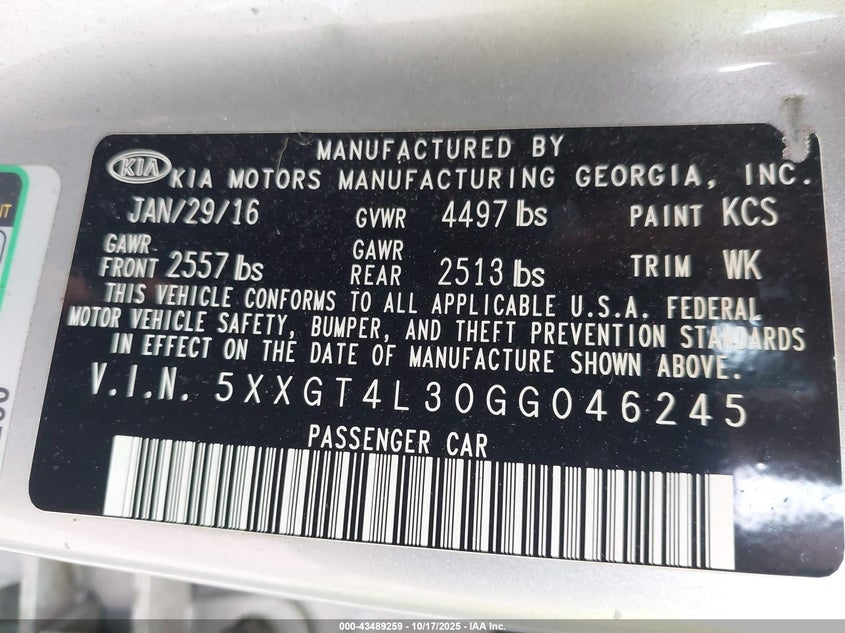 MANUFACTURED BY
KIA KIA MOTORS MANUFACTURING GEORGIA, INC.
JAN/29/16 GVWR 4497 lbs PAINT KCS
GAWR FRONT 2557 lbs GAWR REAR 2513 lbs TRIM WK
THIS VEHICLE CONFORMS TO ALL APPLICABLE U.S.A. FEDERAL
MOTOR VEHICLE SAFETY, BUMPER, AND THEFT PREVENTION STANDARDS
IN EFFECT ON THE DATE OF MANUFACTURE SHOWN ABOVE.
V.I.N. 5XXGT4L30GG046245
PASSENGER CAR
000-43489259 - 10/17/2025 - IAA Inc.